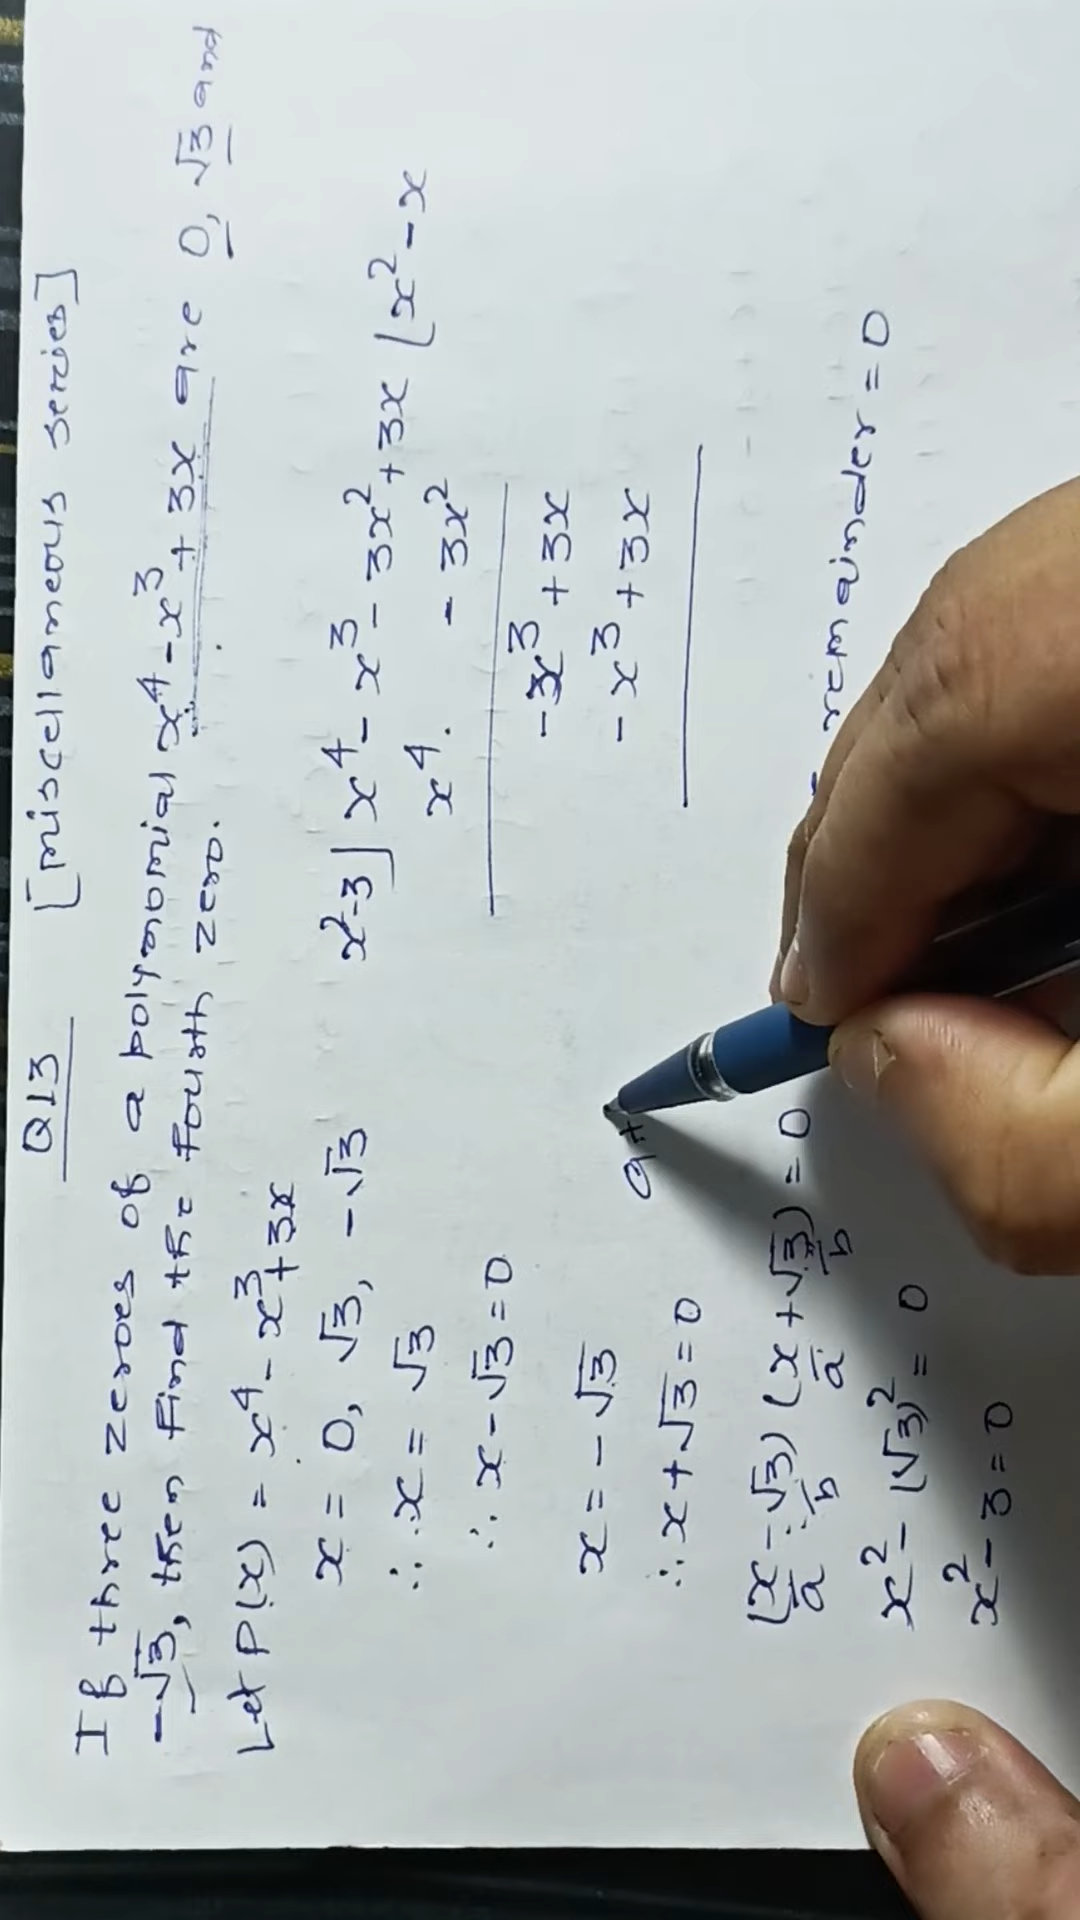 Q13 [miscellaneous series]
If three zeroes of a polynomial x⁴-x³ + 3x are 0, √3 and
-√3, then find the fourth zero.
Let P(x) = x⁴ - x³ + 3x
x = 0, √3, -√3
∴ x = √3
∴ x - √3 = 0
x = -√3
∴ x + √3 = 0
(x - √3) (x + √3) = 0
a b a b
x² - (√3)² = 0
x² - 3 = 0
x²-3 ⌋ x⁴ - x³ - 3x² + 3x ⌊ x² - x
x⁴ - 3x²
-x³ + 3x
-x³ + 3x
remainder = 0